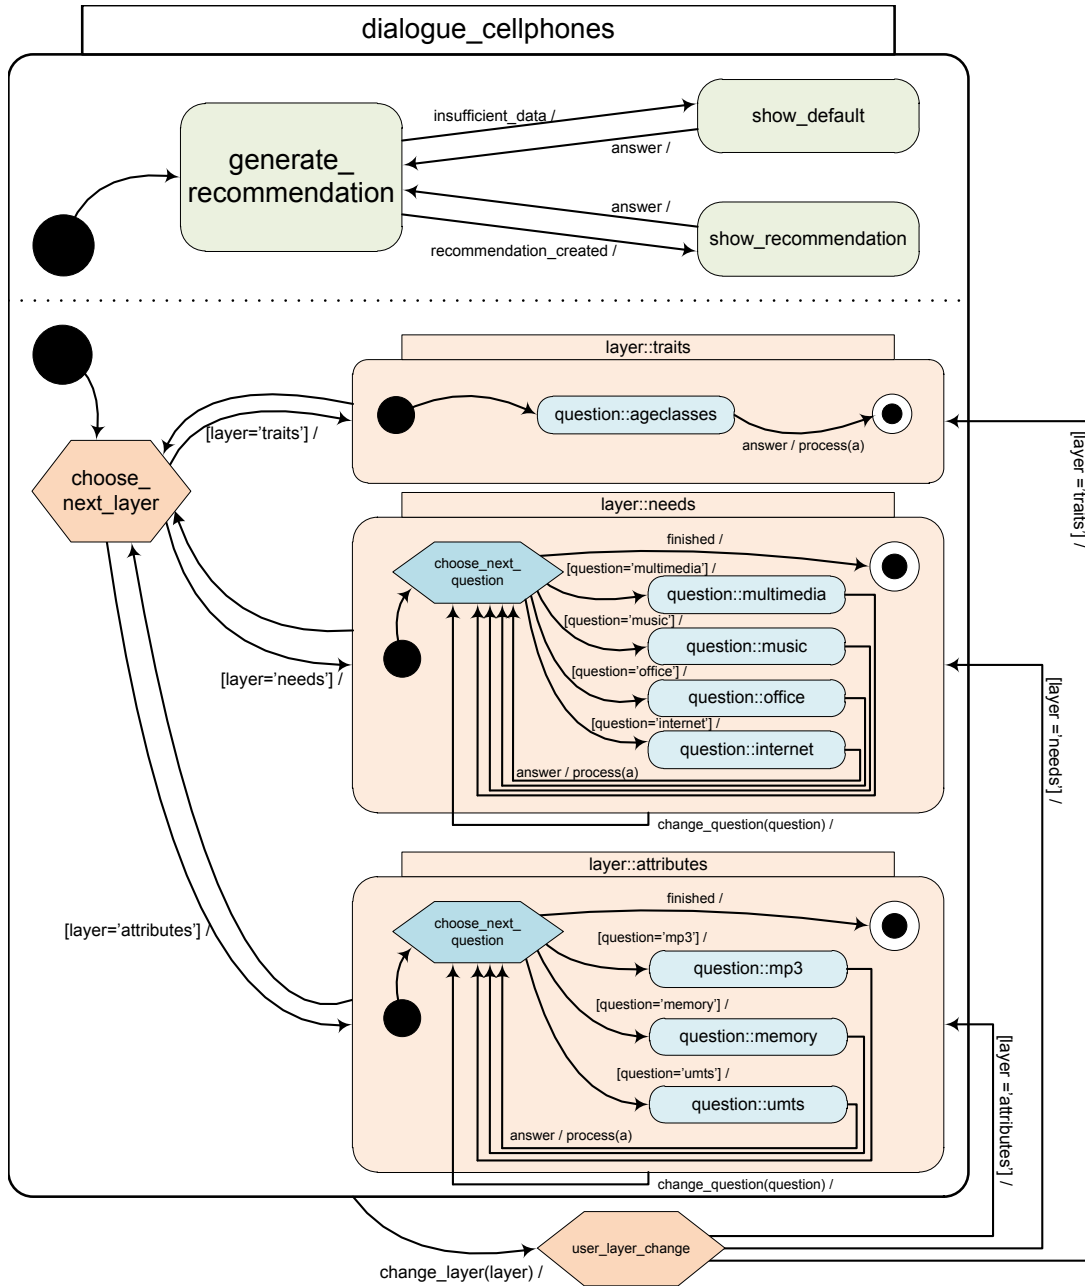 dialogue_cellphones
insufficient_data /
show_default
answer /
generate_
recommendation
answer /
show_recommendation
recommendation_created /
layer::traits
question::ageclasses
answer / process(a)
[layer='traits'] /
choose_
next_layer
[layer ='traits'] /
layer::needs
finished /
choose_next_
question
[question='multimedia'] /
question::multimedia
[question='music'] /
question::music
[question='office'] /
question::office
[question='internet'] /
question::internet
answer / process(a)
change_question(question) /
[layer='needs'] /
[layer ='needs'] /
layer::attributes
finished /
choose_next_
question
[question='mp3'] /
question::mp3
[question='memory'] /
question::memory
[question='umts'] /
question::umts
answer / process(a)
change_question(question) /
[layer='attributes'] /
[layer ='attributes'] /
user_layer_change
change_layer(layer) /